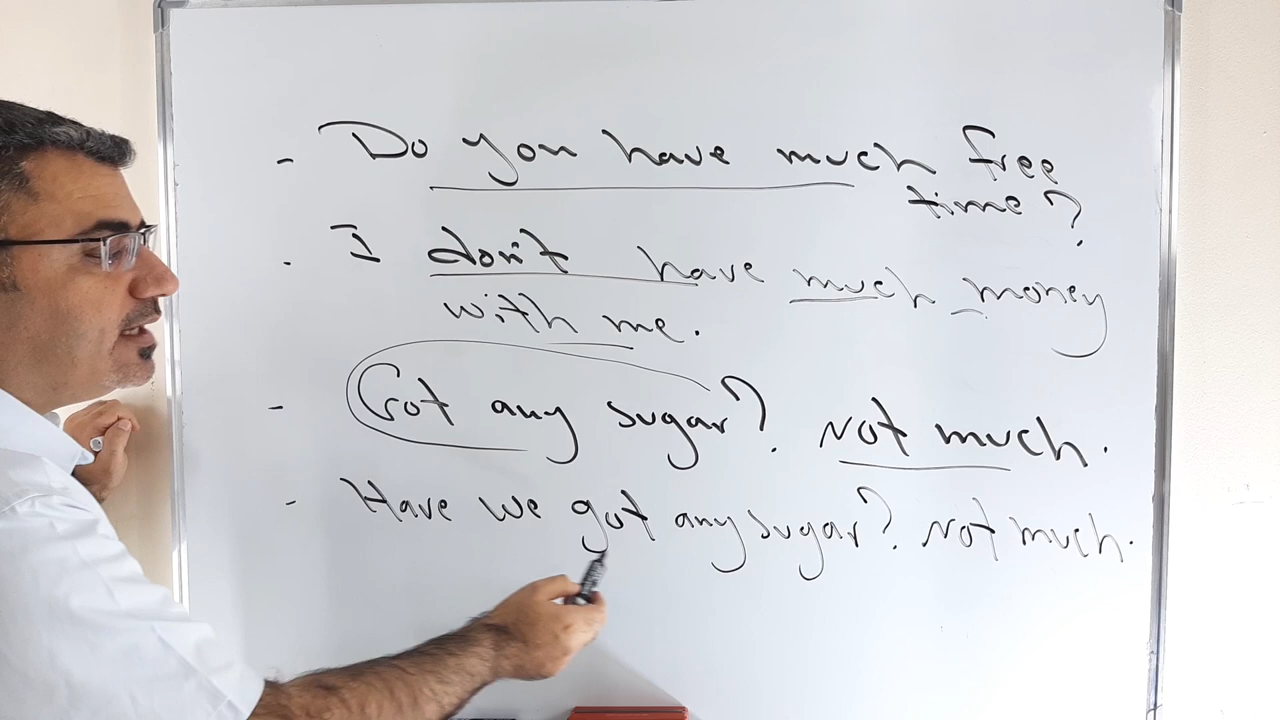 - Do you have much free
time?
- I don't have much money
with me.
- Got any sugar? Not much.
- Have we got any sugar? Not much.